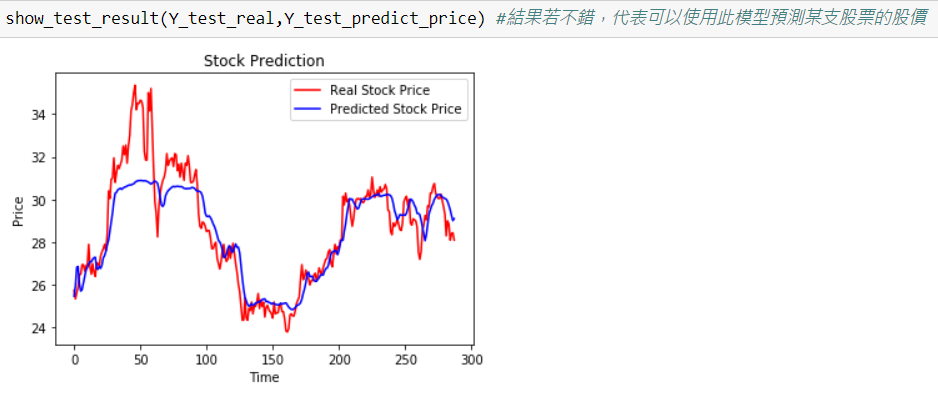 show_test_result(Y_test_real,Y_test_predict_price) #結果若不錯，代表可以使用此模型預測某支股票的股價
Stock Prediction
Real Stock Price
Predicted Stock Price
34
32
30
28
26
24
Price
0 50 100 150 200 250 300
Time